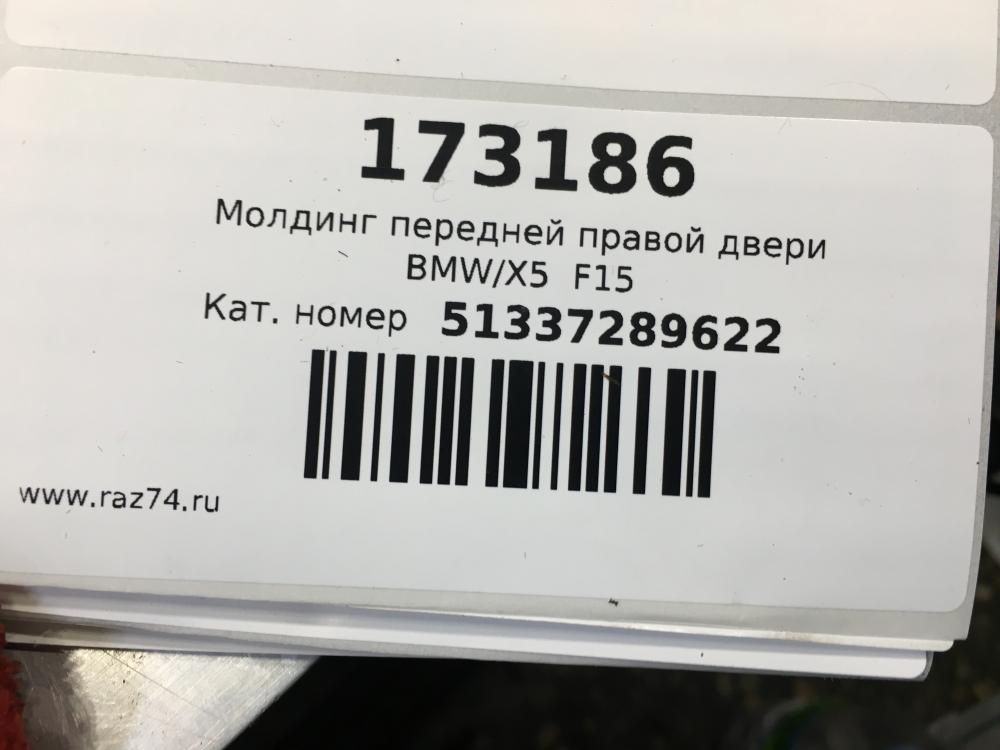 173186
Молдинг передней правой двери
BMW/X5 F15
Кат. номер 51337289622
www.raz74.ru